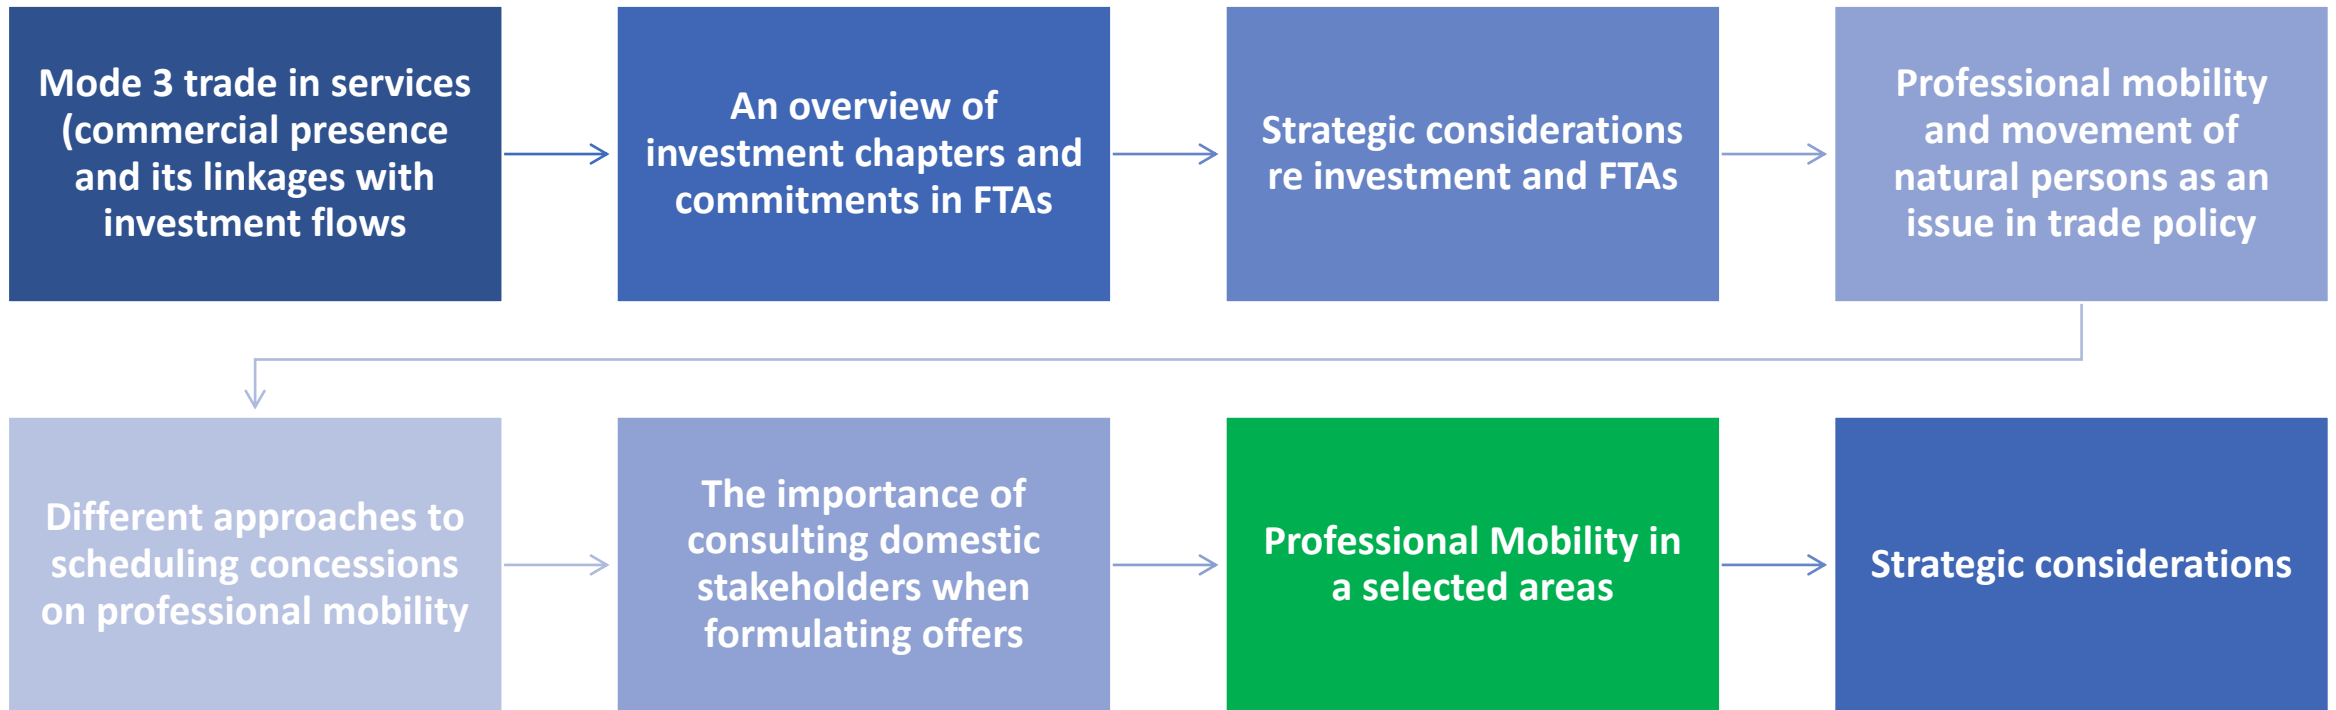 Mode 3 trade in services
(commercial presence
and its linkages with
investment flows
An overview of
investment chapters and
commitments in FTAs
Strategic considerations
re investment and FTAs
Professional mobility
and movement of
natural persons as an
issue in trade policy
Different approaches to
scheduling concessions
on professional mobility
The importance of
consulting domestic
stakeholders when
formulating offers
Professional Mobility in
a selected areas
Strategic considerations